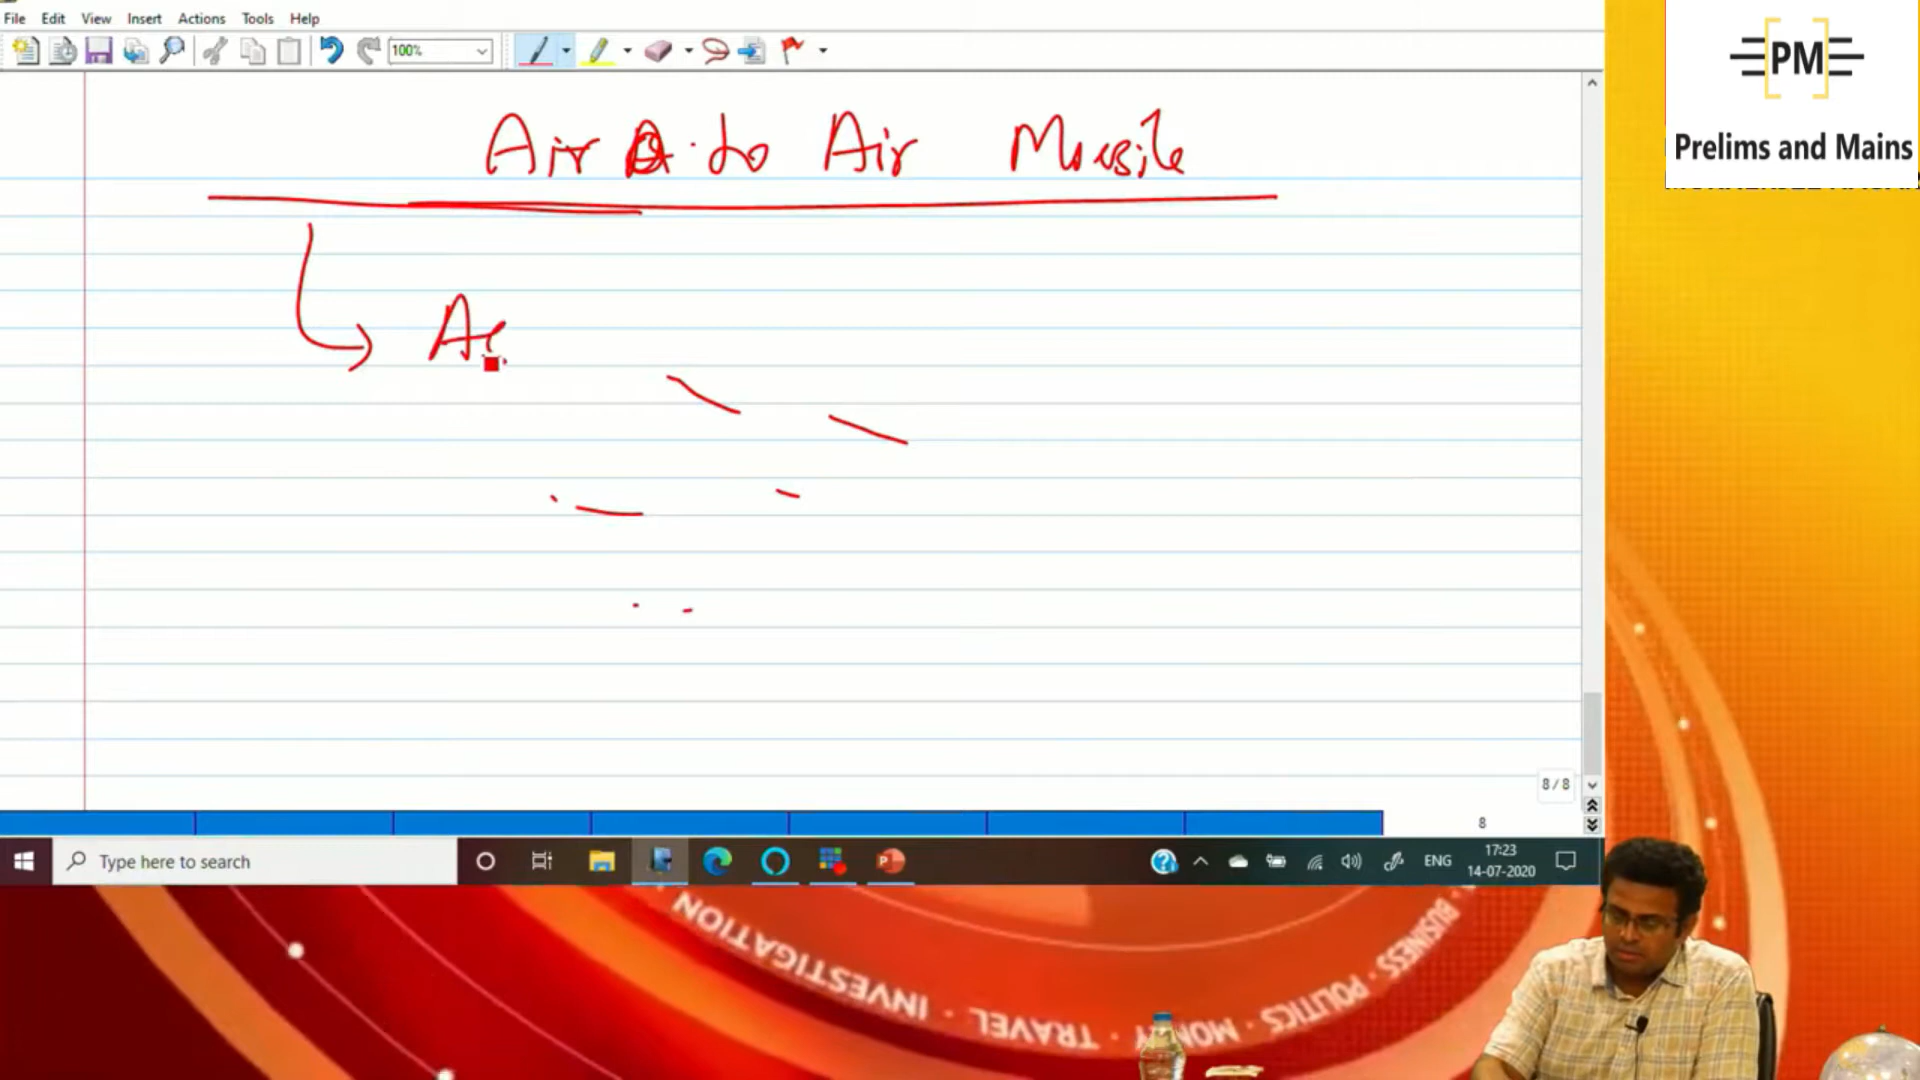 File Edit View Insert Actions Tools Help
PM
100%
Air to Air Missile
Prelims and Mains
8/8
8
Type here to search
ENG
17:23
14-07-2020
INVESTIGATION · TRAVEL · MONEY · POLITICS · BUSINESS ·